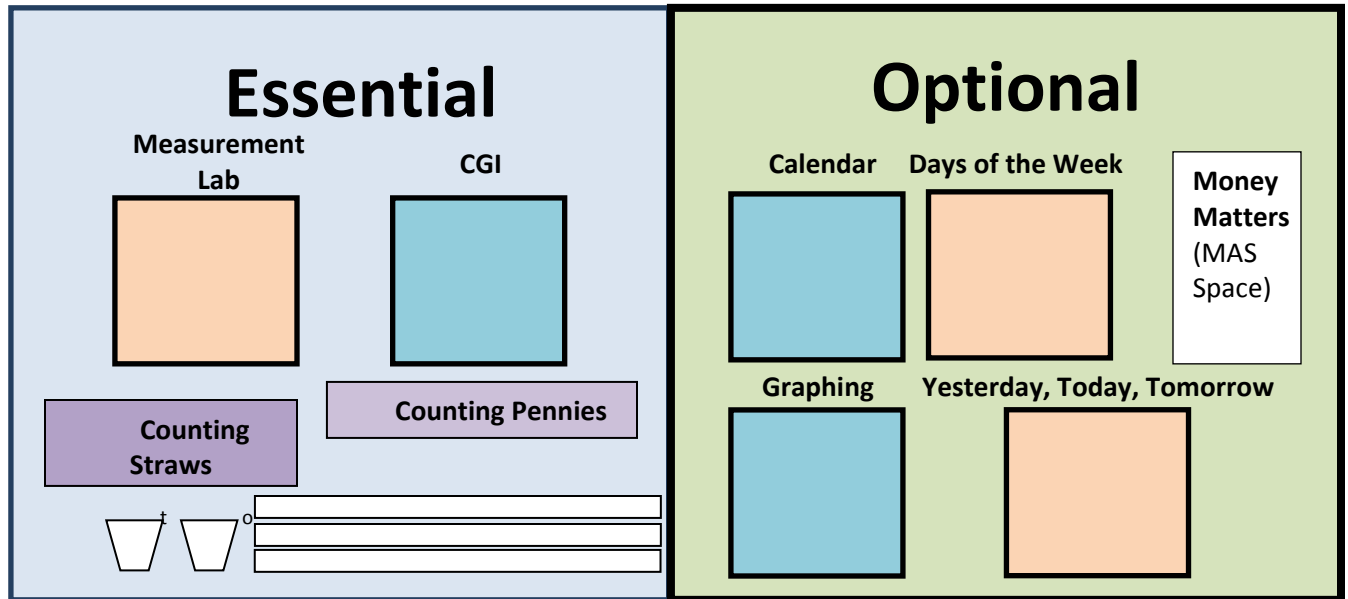 Essential
Measurement
Lab
CGI
Counting
Straws
Counting Pennies
t
o
Optional
Calendar
Days of the Week
Money
Matters
(MAS
Space)
Graphing
Yesterday, Today, Tomorrow